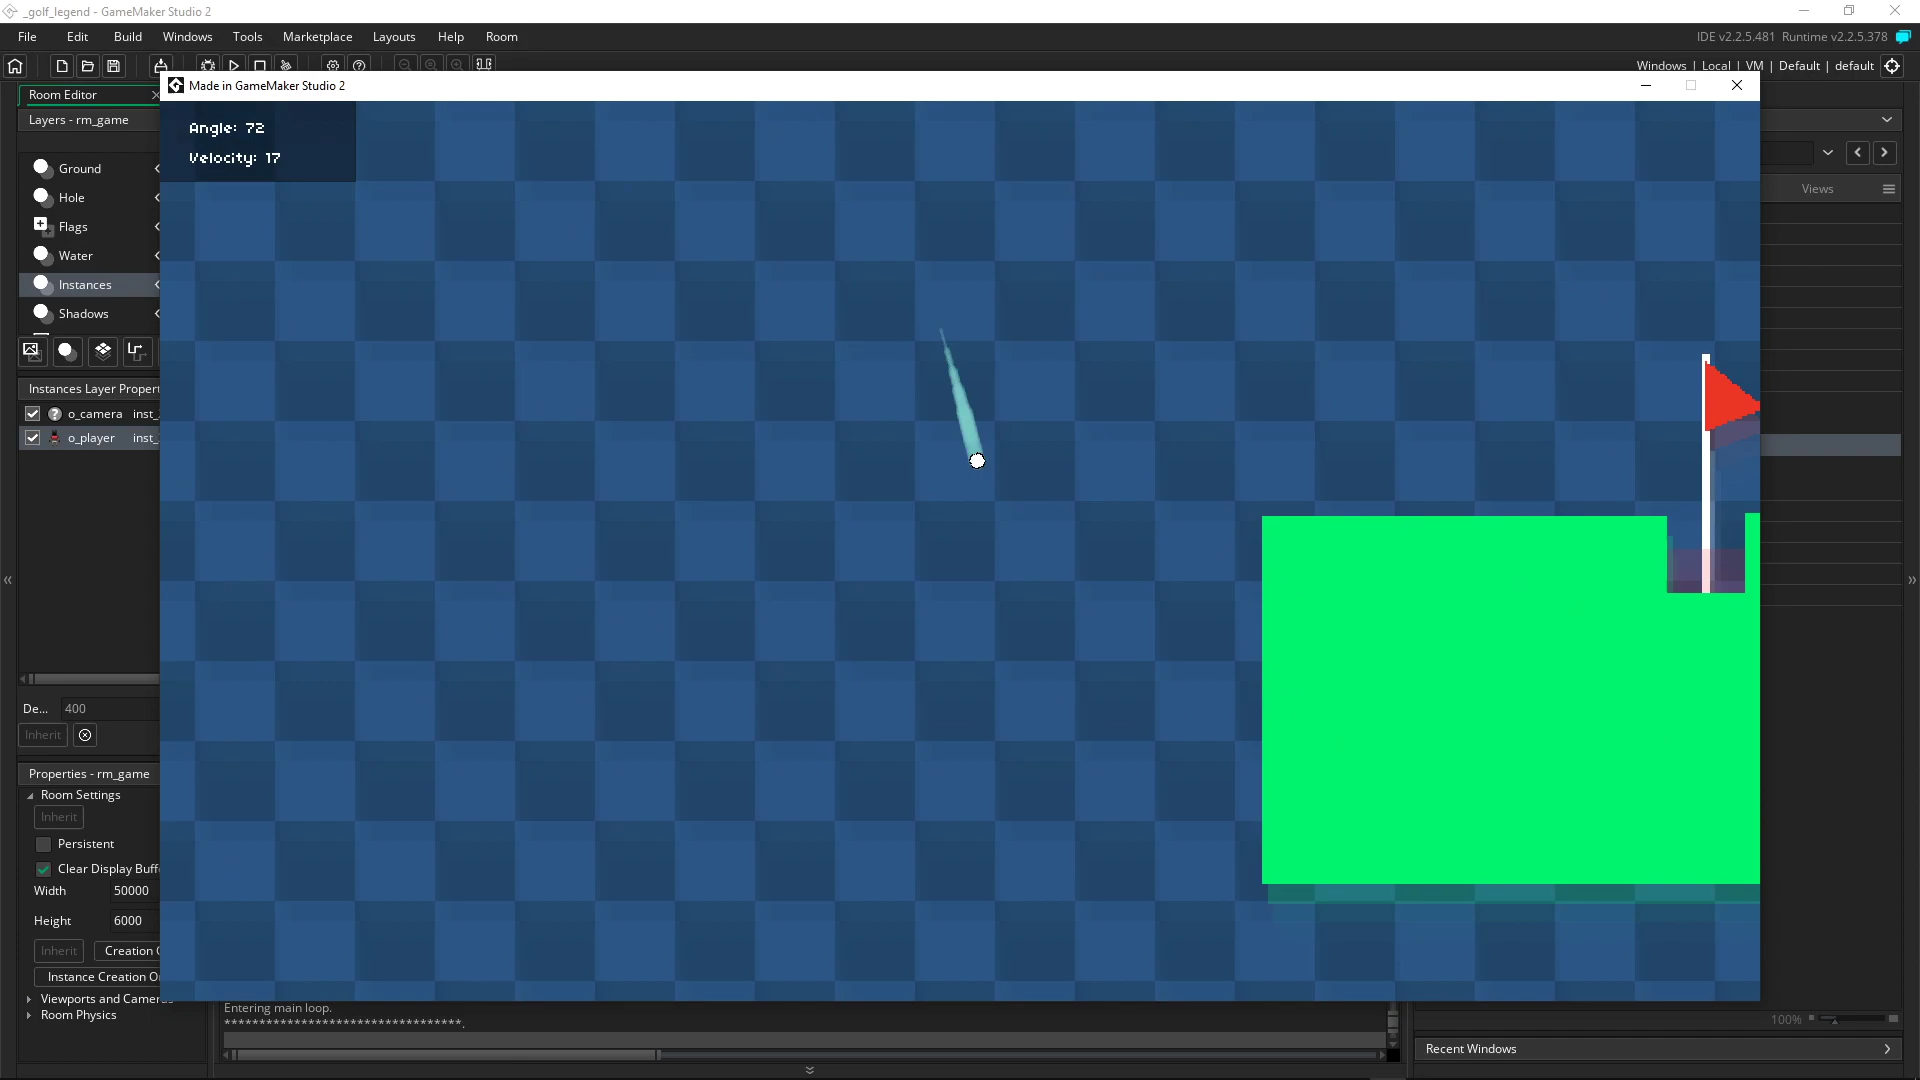 _golf_legend - GameMaker Studio 2
File Edit Build Windows Tools Marketplace Layouts Help Room
IDE v2.2.5.481 Runtime v2.2.5.378
Windows | Local | VM | Default | default
Room Editor
Made in GameMaker Studio 2
Layers - rm_game
Angle: 72
Velocity: 17
Ground
Hole
Views
Flags
Water
Instances
Shadows
Instances Layer Propert
o_camera inst_
o_player inst_
De... 400
Inherit
Properties - rm_game
Room Settings
Inherit
Persistent
Clear Display Buff
Width 50000
Height 6000
Inherit Creation
Instance Creation
Viewports and Cameras
Room Physics
Entering main loop.
**********************************.
100%
Recent Windows